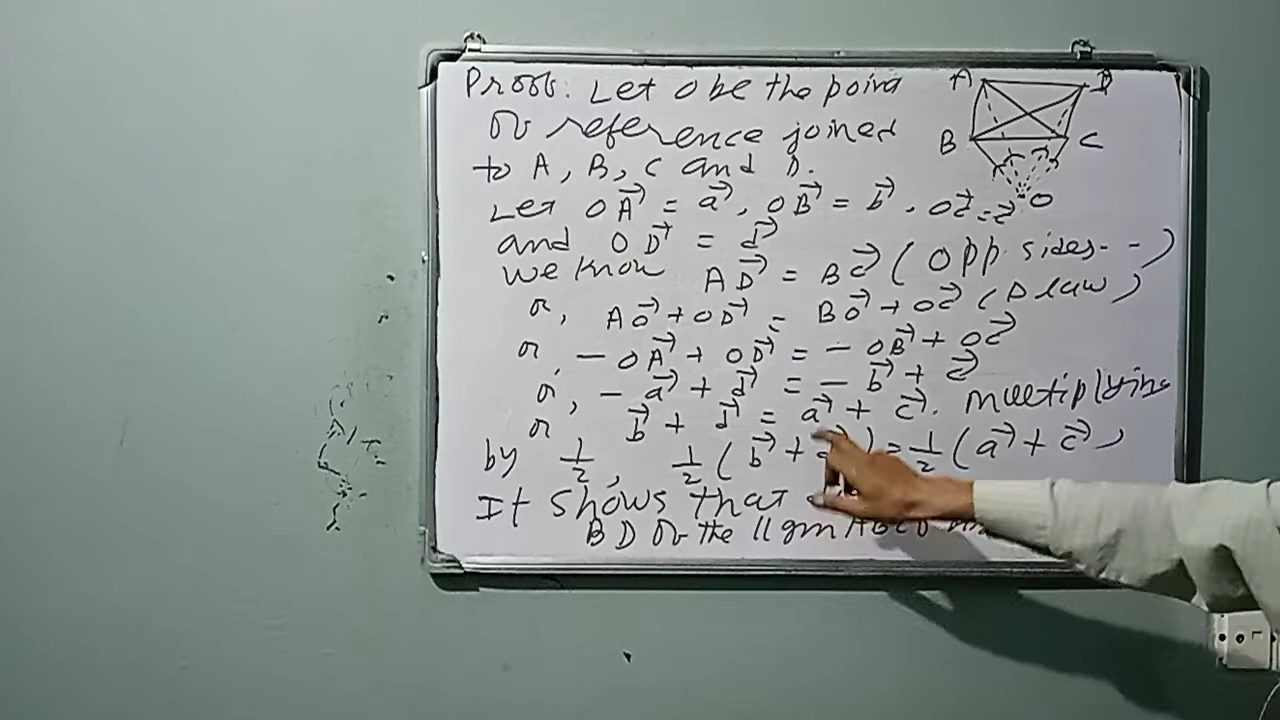 Proof: Let O be the point
of reference joined
to A, B, C and D.
Let OA→ = a→, OB→ = b→, OC→ = c→
and OD→ = d→
we know AD→ = BC→ (opp. sides--)
or, AO→ + OD→ = BO→ + OC→ (Δ law)
or - OA→ + OD→ = - OB→ + OC→
or, - a→ + d→ = - b→ + c→
or b→ + d→ = a→ + c→. Multiplying
by 1/2, 1/2 (b→ + ) = 1/2 (a→ + c→)
It shows that
BD of the ||gm ABCD
A D
B C
O